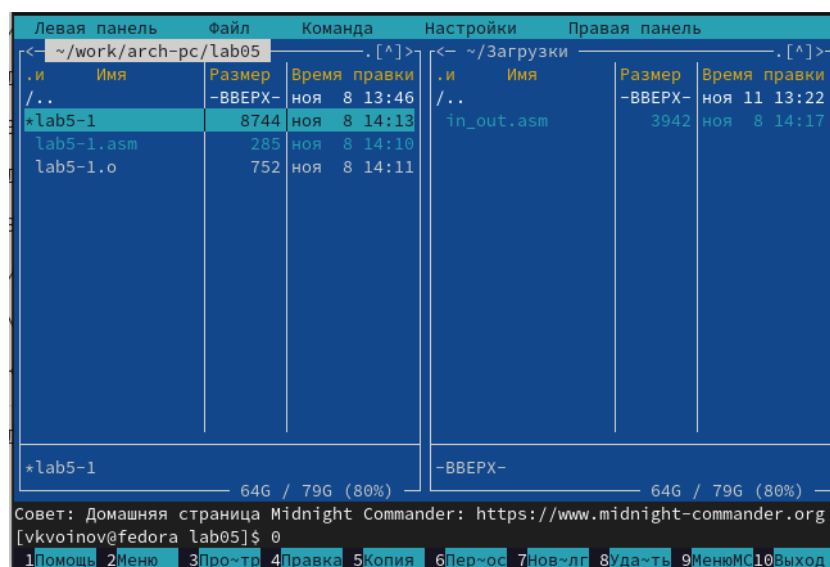 Левая панель Файл Команда Настройки Правая панель
<— ~/work/arch-pc/lab05 .[^]> <— ~/Загрузки .[^]>
.и Имя Размер Время правки .и Имя Размер Время правки
/.. -ВВЕРХ- ноя 8 13:46 /.. -ВВЕРХ- ноя 11 13:22
*lab5-1 8744 ноя 8 14:13 in_out.asm 3942 ноя 8 14:17
lab5-1.asm 285 ноя 8 14:10
lab5-1.o 752 ноя 8 14:11
*lab5-1 -ВВЕРХ-
64G / 79G (80%) 64G / 79G (80%)
Совет: Домашняя страница Midnight Commander: https://www.midnight-commander.org
[vkvoinov@fedora lab05]$ 0
1Помощь 2Меню 3Про~тр 4Правка 5Копия 6Пер~ос 7Нов~лг 8Уда~ть 9МенюMC 10Выход